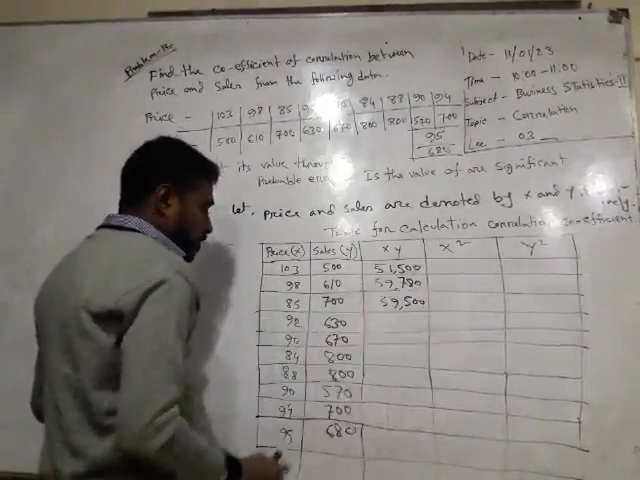 Problem-
Find the co-efficient of correlation between
Price and Sales from the following data.
Date - 11/01/23
Time - 10:00 - 11:00
Subject - Business Statistics-II
Topic - Correlation
Lec - 03
Price - 103 98 85 84 88 90 94
500 610 700 630 670 800 800 570 700
95
680
its value through
Probable Is the value of are significant
Let, price and sales are denoted by x and y
Table for calculation correlation co-efficient
Price(x) Sales (y) xy x² y²
103 500 51,500
98 610 59,780
85 700 59,500
92 630
90 670
84 800
88 800
90 570
94 700
95 680